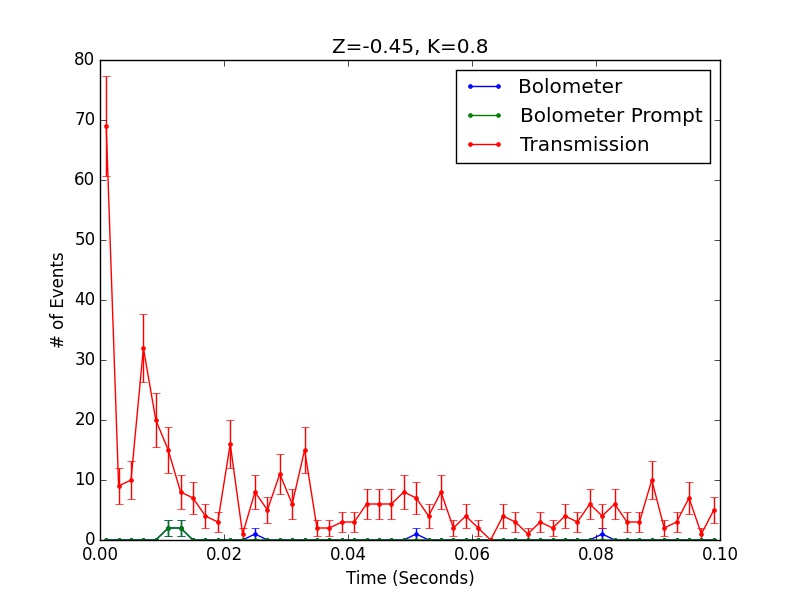 Z=-0.45, K=0.8
80
70
60
50
40
30
20
10
0
# of Events
Bolometer
Bolometer Prompt
Transmission
0.00 0.02 0.04 0.06 0.08 0.10
Time (Seconds)